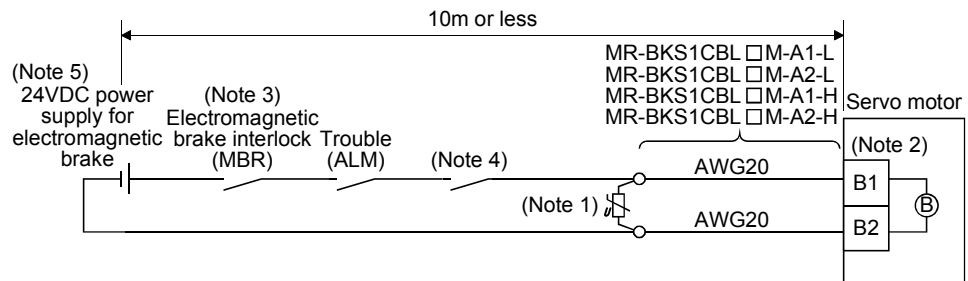 10m or less
MR-BKS1CBL □ M-A1-L
MR-BKS1CBL □ M-A2-L
MR-BKS1CBL □ M-A1-H
MR-BKS1CBL □ M-A2-H
(Note 5)
24VDC power
supply for
electromagnetic
brake
(Note 3)
Electromagnetic
brake interlock
(MBR)
Trouble
(ALM)
(Note 4)
Servo motor
(Note 2)
AWG20
B1
(Note 1)
U
B
AWG20
B2